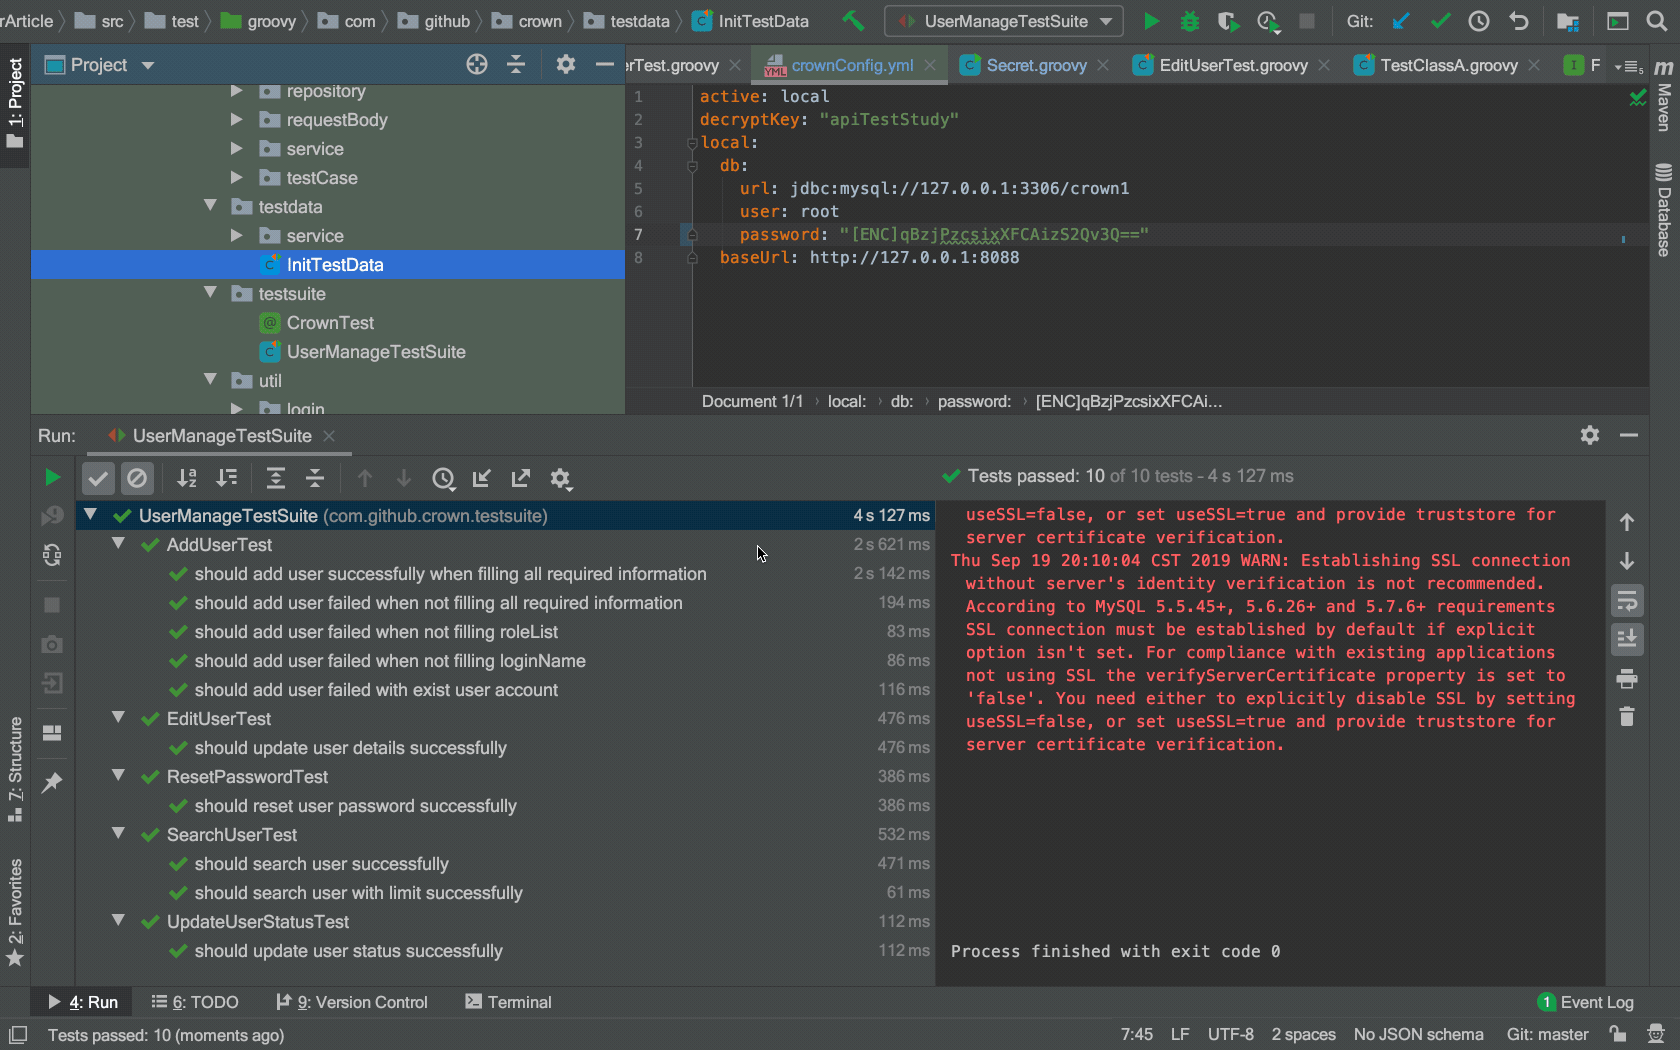 rArticle src test groovy com github crown testdata InitTestData UserManageTestSuite Git:
1: Project
Project
rTest.groovy crownConfig.yml Secret.groovy EditUserTest.groovy TestClassA.groovy F
repository
requestBody
service
testCase
testdata
service
InitTestData
testsuite
CrownTest
UserManageTestSuite
util
login
1 active: local
2 decryptKey: "apiTestStudy"
3 local:
4 db:
5 url: jdbc:mysql://127.0.0.1:3306/crown1
6 user: root
7 password: "[ENC]qBzjPzcsixXFCAizS2Qv3Q=="
8 baseUrl: http://127.0.0.1:8088
Document 1/1 › local: › db: › password: › [ENC]qBzjPzcsixXFCAi...
Maven
Database
Run: UserManageTestSuite
Tests passed: 10 of 10 tests - 4 s 127 ms
UserManageTestSuite (com.github.crown.testsuite) 4 s 127 ms
AddUserTest 2 s 621 ms
should add user successfully when filling all required information 2 s 142 ms
should add user failed when not filling all required information 194 ms
should add user failed when not filling roleList 83 ms
should add user failed when not filling loginName 86 ms
should add user failed with exist user account 116 ms
EditUserTest 476 ms
should update user details successfully 476 ms
ResetPasswordTest 386 ms
should reset user password successfully 386 ms
SearchUserTest 532 ms
should search user successfully 471 ms
should search user with limit successfully 61 ms
UpdateUserStatusTest 112 ms
should update user status successfully 112 ms
useSSL=false, or set useSSL=true and provide truststore for
server certificate verification.
Thu Sep 19 20:10:04 CST 2019 WARN: Establishing SSL connection
without server's identity verification is not recommended.
According to MySQL 5.5.45+, 5.6.26+ and 5.7.6+ requirements
SSL connection must be established by default if explicit
option isn't set. For compliance with existing applications
not using SSL the verifyServerCertificate property is set to
'false'. You need either to explicitly disable SSL by setting
useSSL=false, or set useSSL=true and provide truststore for
server certificate verification.
Process finished with exit code 0
7: Structure
2: Favorites
4: Run 6: TODO 9: Version Control Terminal 1 Event Log
Tests passed: 10 (moments ago) 7:45 LF UTF-8 2 spaces No JSON schema Git: master